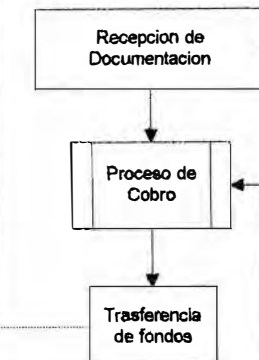 Recepcion de
Documentacion
Proceso de
Cobro
Trasferencia
de fondos